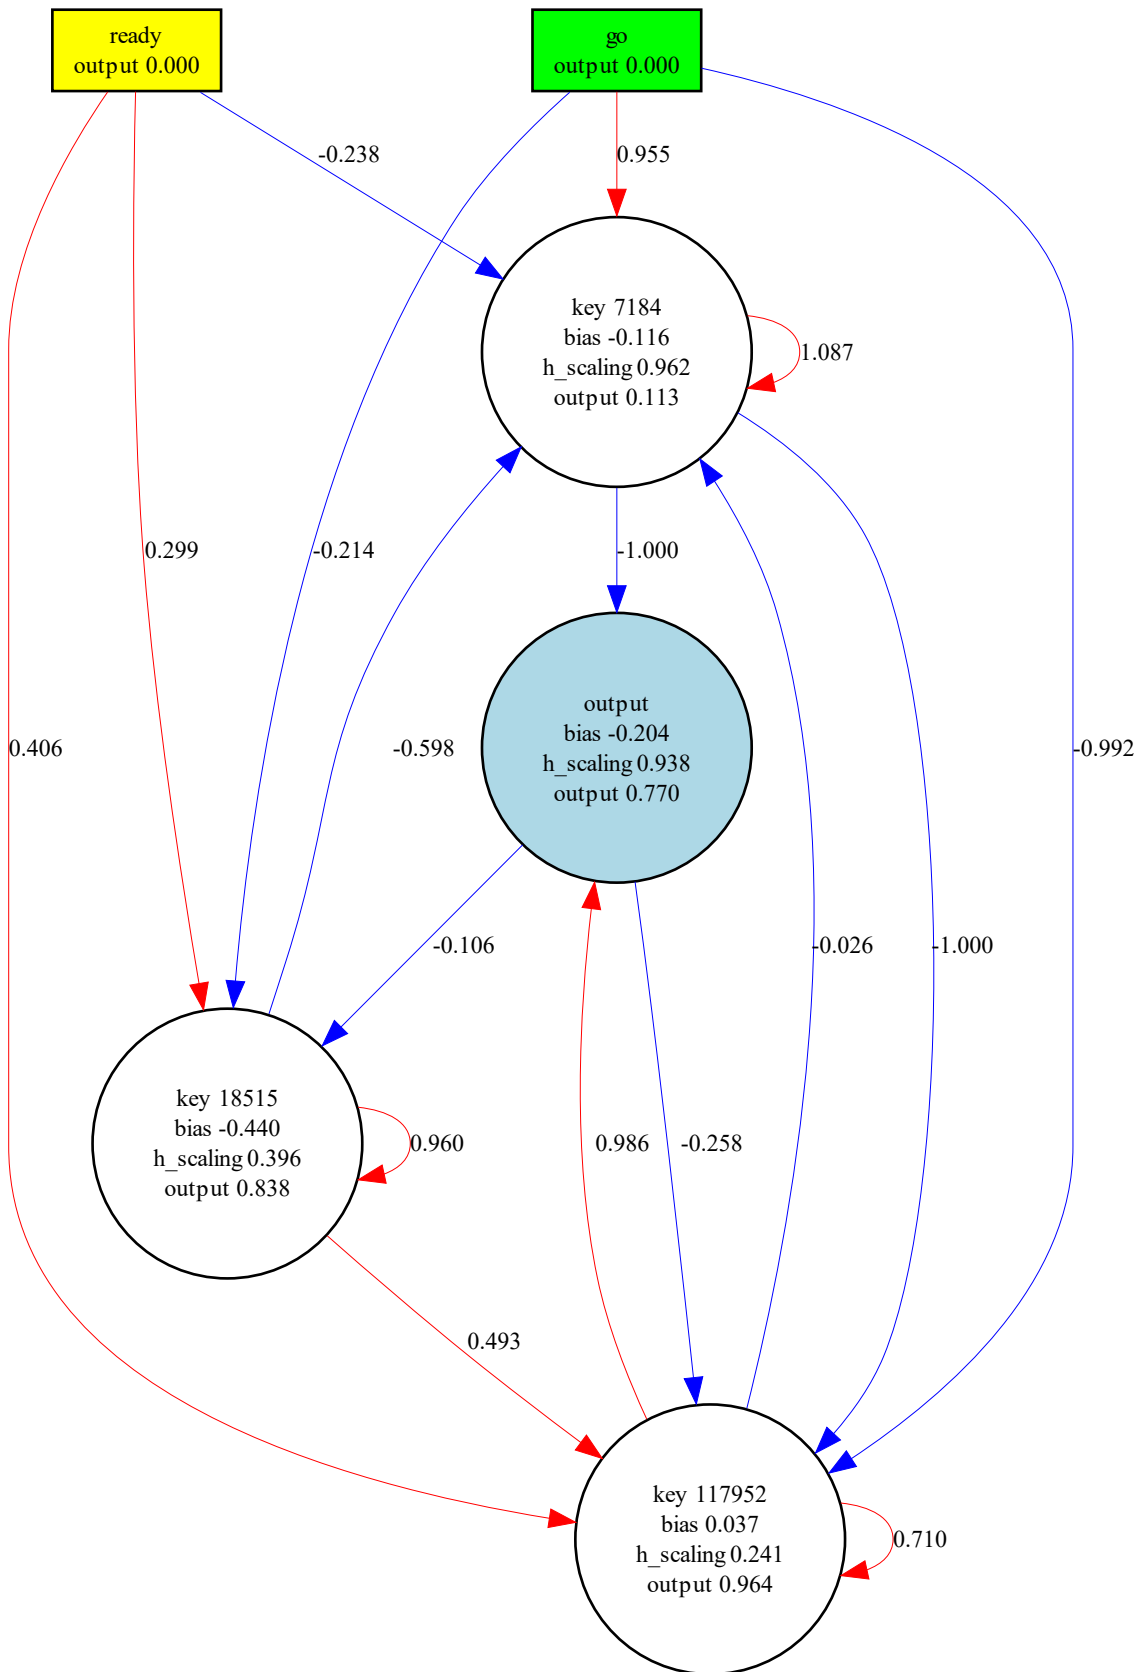 ready
output 0.000
go
output 0.000
-0.238
0.955
key 7184
bias -0.116
h_scaling 0.962
output 0.113
1.087
0.299
-0.214
-1.000
output
bias -0.204
h_scaling 0.938
output 0.770
0.406
-0.598
-0.992
-0.106
-0.026
-1.000
key 18515
bias -0.440
h_scaling 0.396
output 0.838
0.960
0.986
-0.258
0.493
key 117952
bias 0.037
h_scaling 0.241
output 0.964
0.710